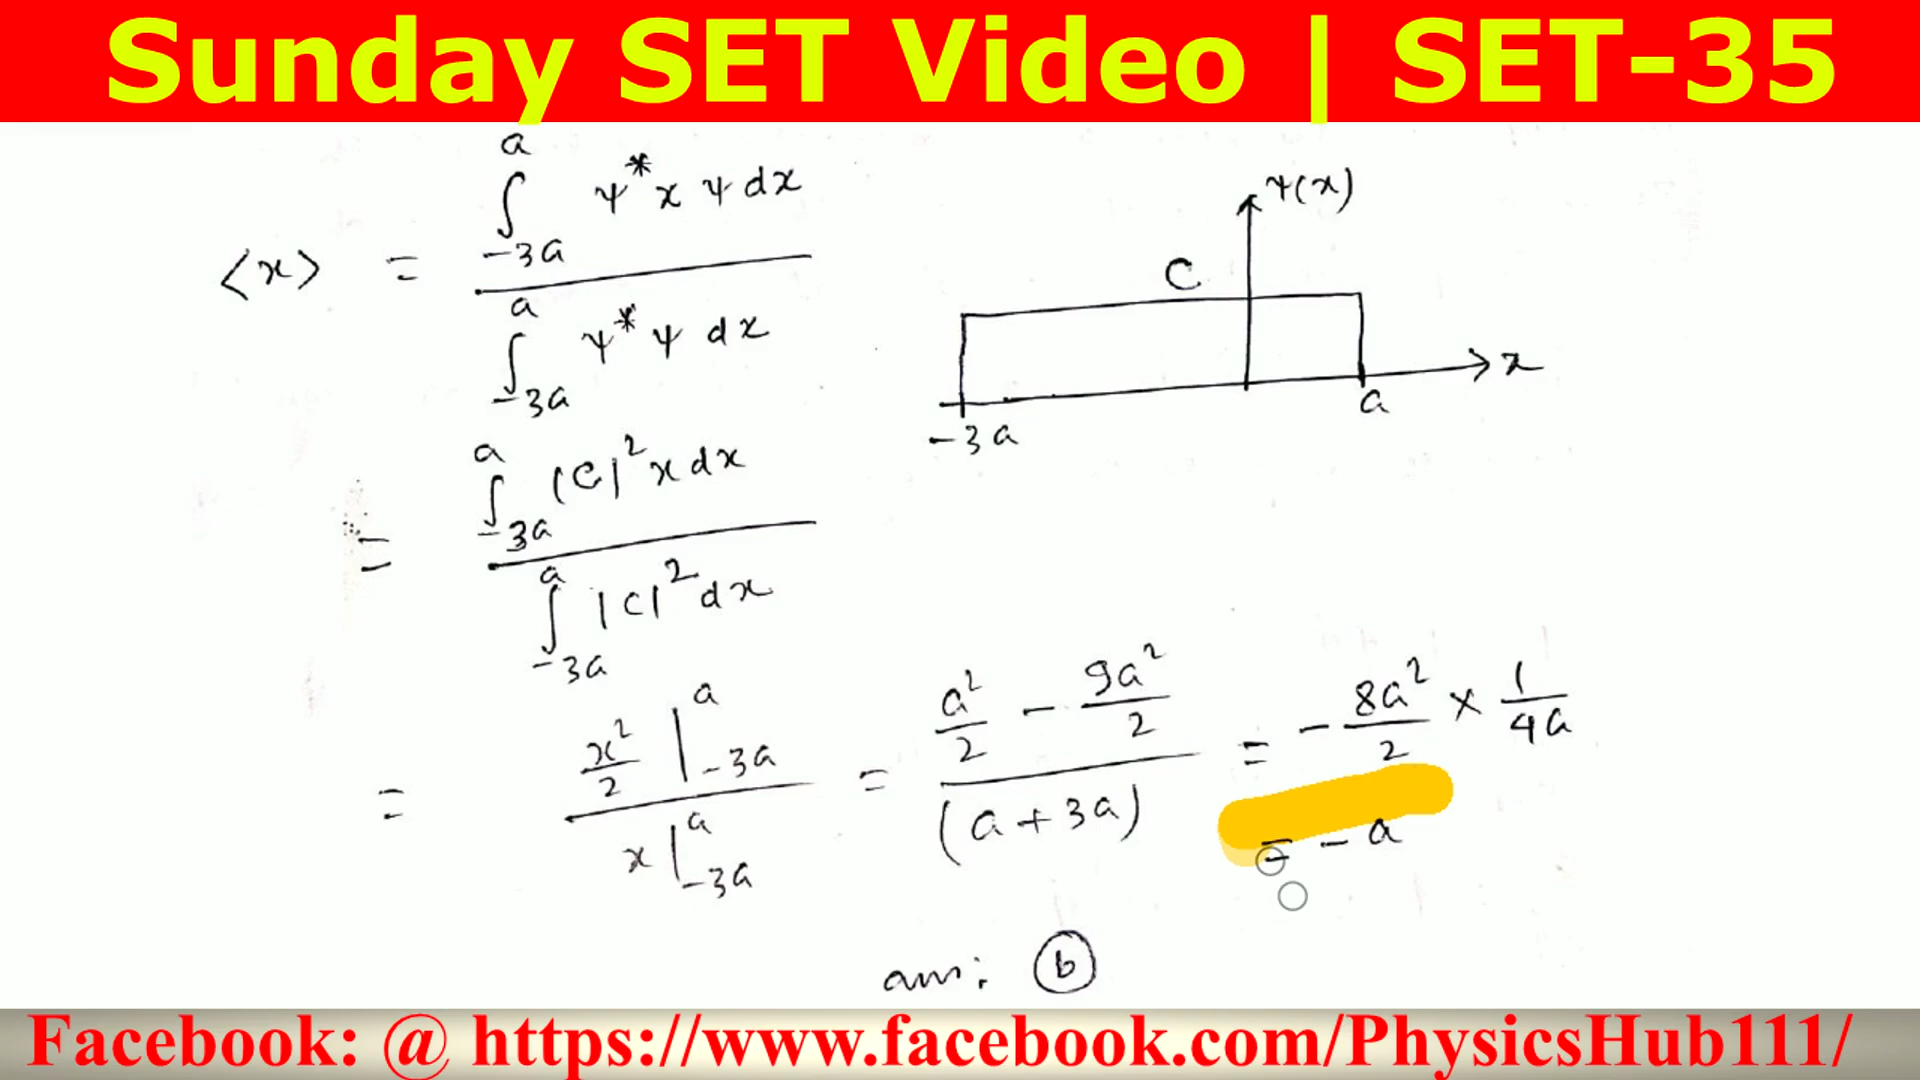 Sunday SET Video | SET-35
⟨x⟩ = ∫_{-3a}^{a} ψ* x ψ dx / ∫_{-3a}^{a} ψ* ψ dx
ψ(x)
C
x
-3a
a
= ∫_{-3a}^{a} |C|² x dx / ∫_{-3a}^{a} |C|² dx
= x²/2 |_{-3a}^{a} / x |_{-3a}^{a} = (a²/2 - 9a²/2) / (a + 3a) = - 8a²/2 × 1/4a
= - a
ans: (b)
Facebook: @ https://www.facebook.com/PhysicsHub111/